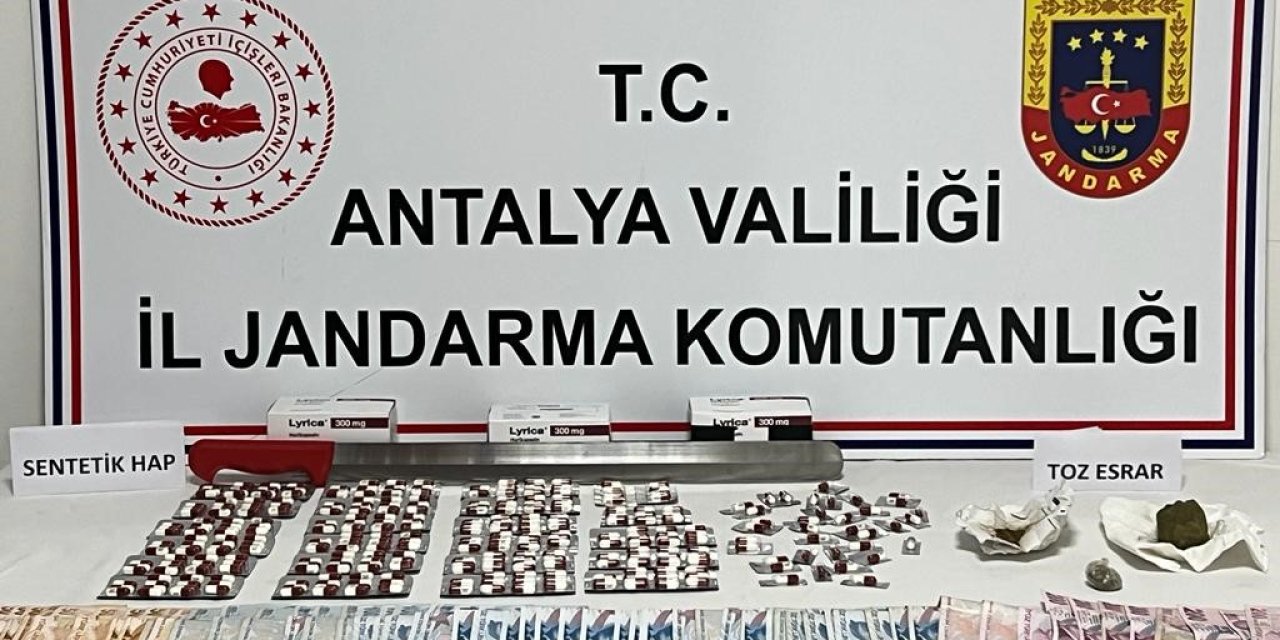 TÜRKİYE CUMHURİYETİ İÇİŞLERİ BAKANLIĞI
T.C.
ANTALYA VALİLİĞİ
İL JANDARMA KOMUTANLIĞI
1839
JANDARMA
Lyrica 300 mg
Lyrica 300 mg
Lyrica 300 mg
SENTETİK HAP
TOZ ESRAR